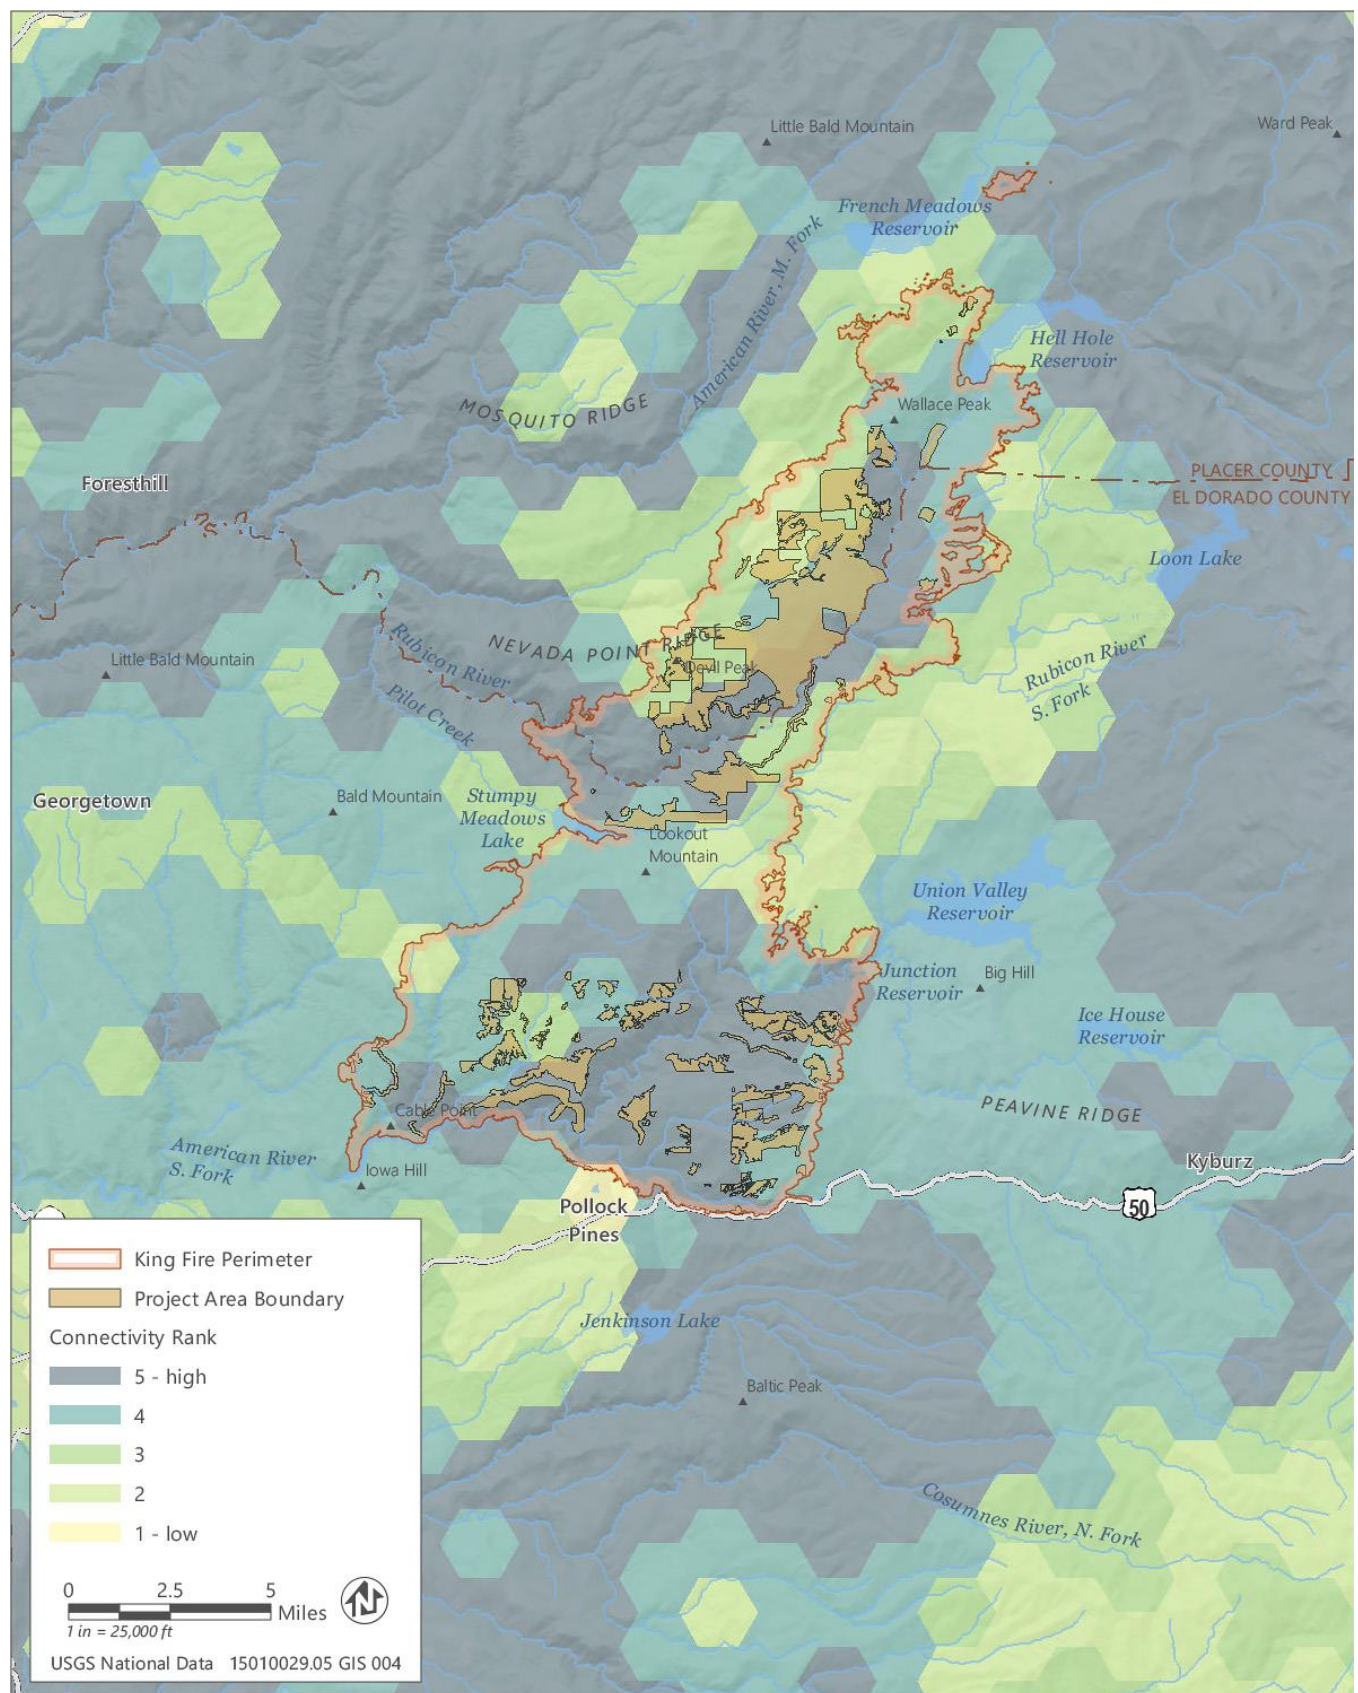 Little Bald Mountain
Ward Peak
French Meadows
Reservoir
American River, M. Fork
Hell Hole
Reservoir
MOSQUITO RIDGE
Wallace Peak
PLACER COUNTY
EL DORADO COUNTY
Foresthill
Loon Lake
NEVADA POINT RIDGE
Rubicon River
Little Bald Mountain
Devil Peak
Rubicon River
S. Fork
Pilot Creek
Georgetown
Bald Mountain
Stumpy
Meadows
Lake
Lookout
Mountain
Union Valley
Reservoir
Junction
Reservoir
Big Hill
Ice House
Reservoir
Cable Point
PEAVINE RIDGE
American River
S. Fork
Iowa Hill
Kyburz
50
Pollock
Pines
Jenkinson Lake
Baltic Peak
Cosumnes River, N. Fork
King Fire Perimeter
Project Area Boundary
Connectivity Rank
5 - high
4
3
2
1 - low
0 2.5 5
Miles
N
1 in = 25,000 ft
USGS National Data 15010029.05 GIS 004